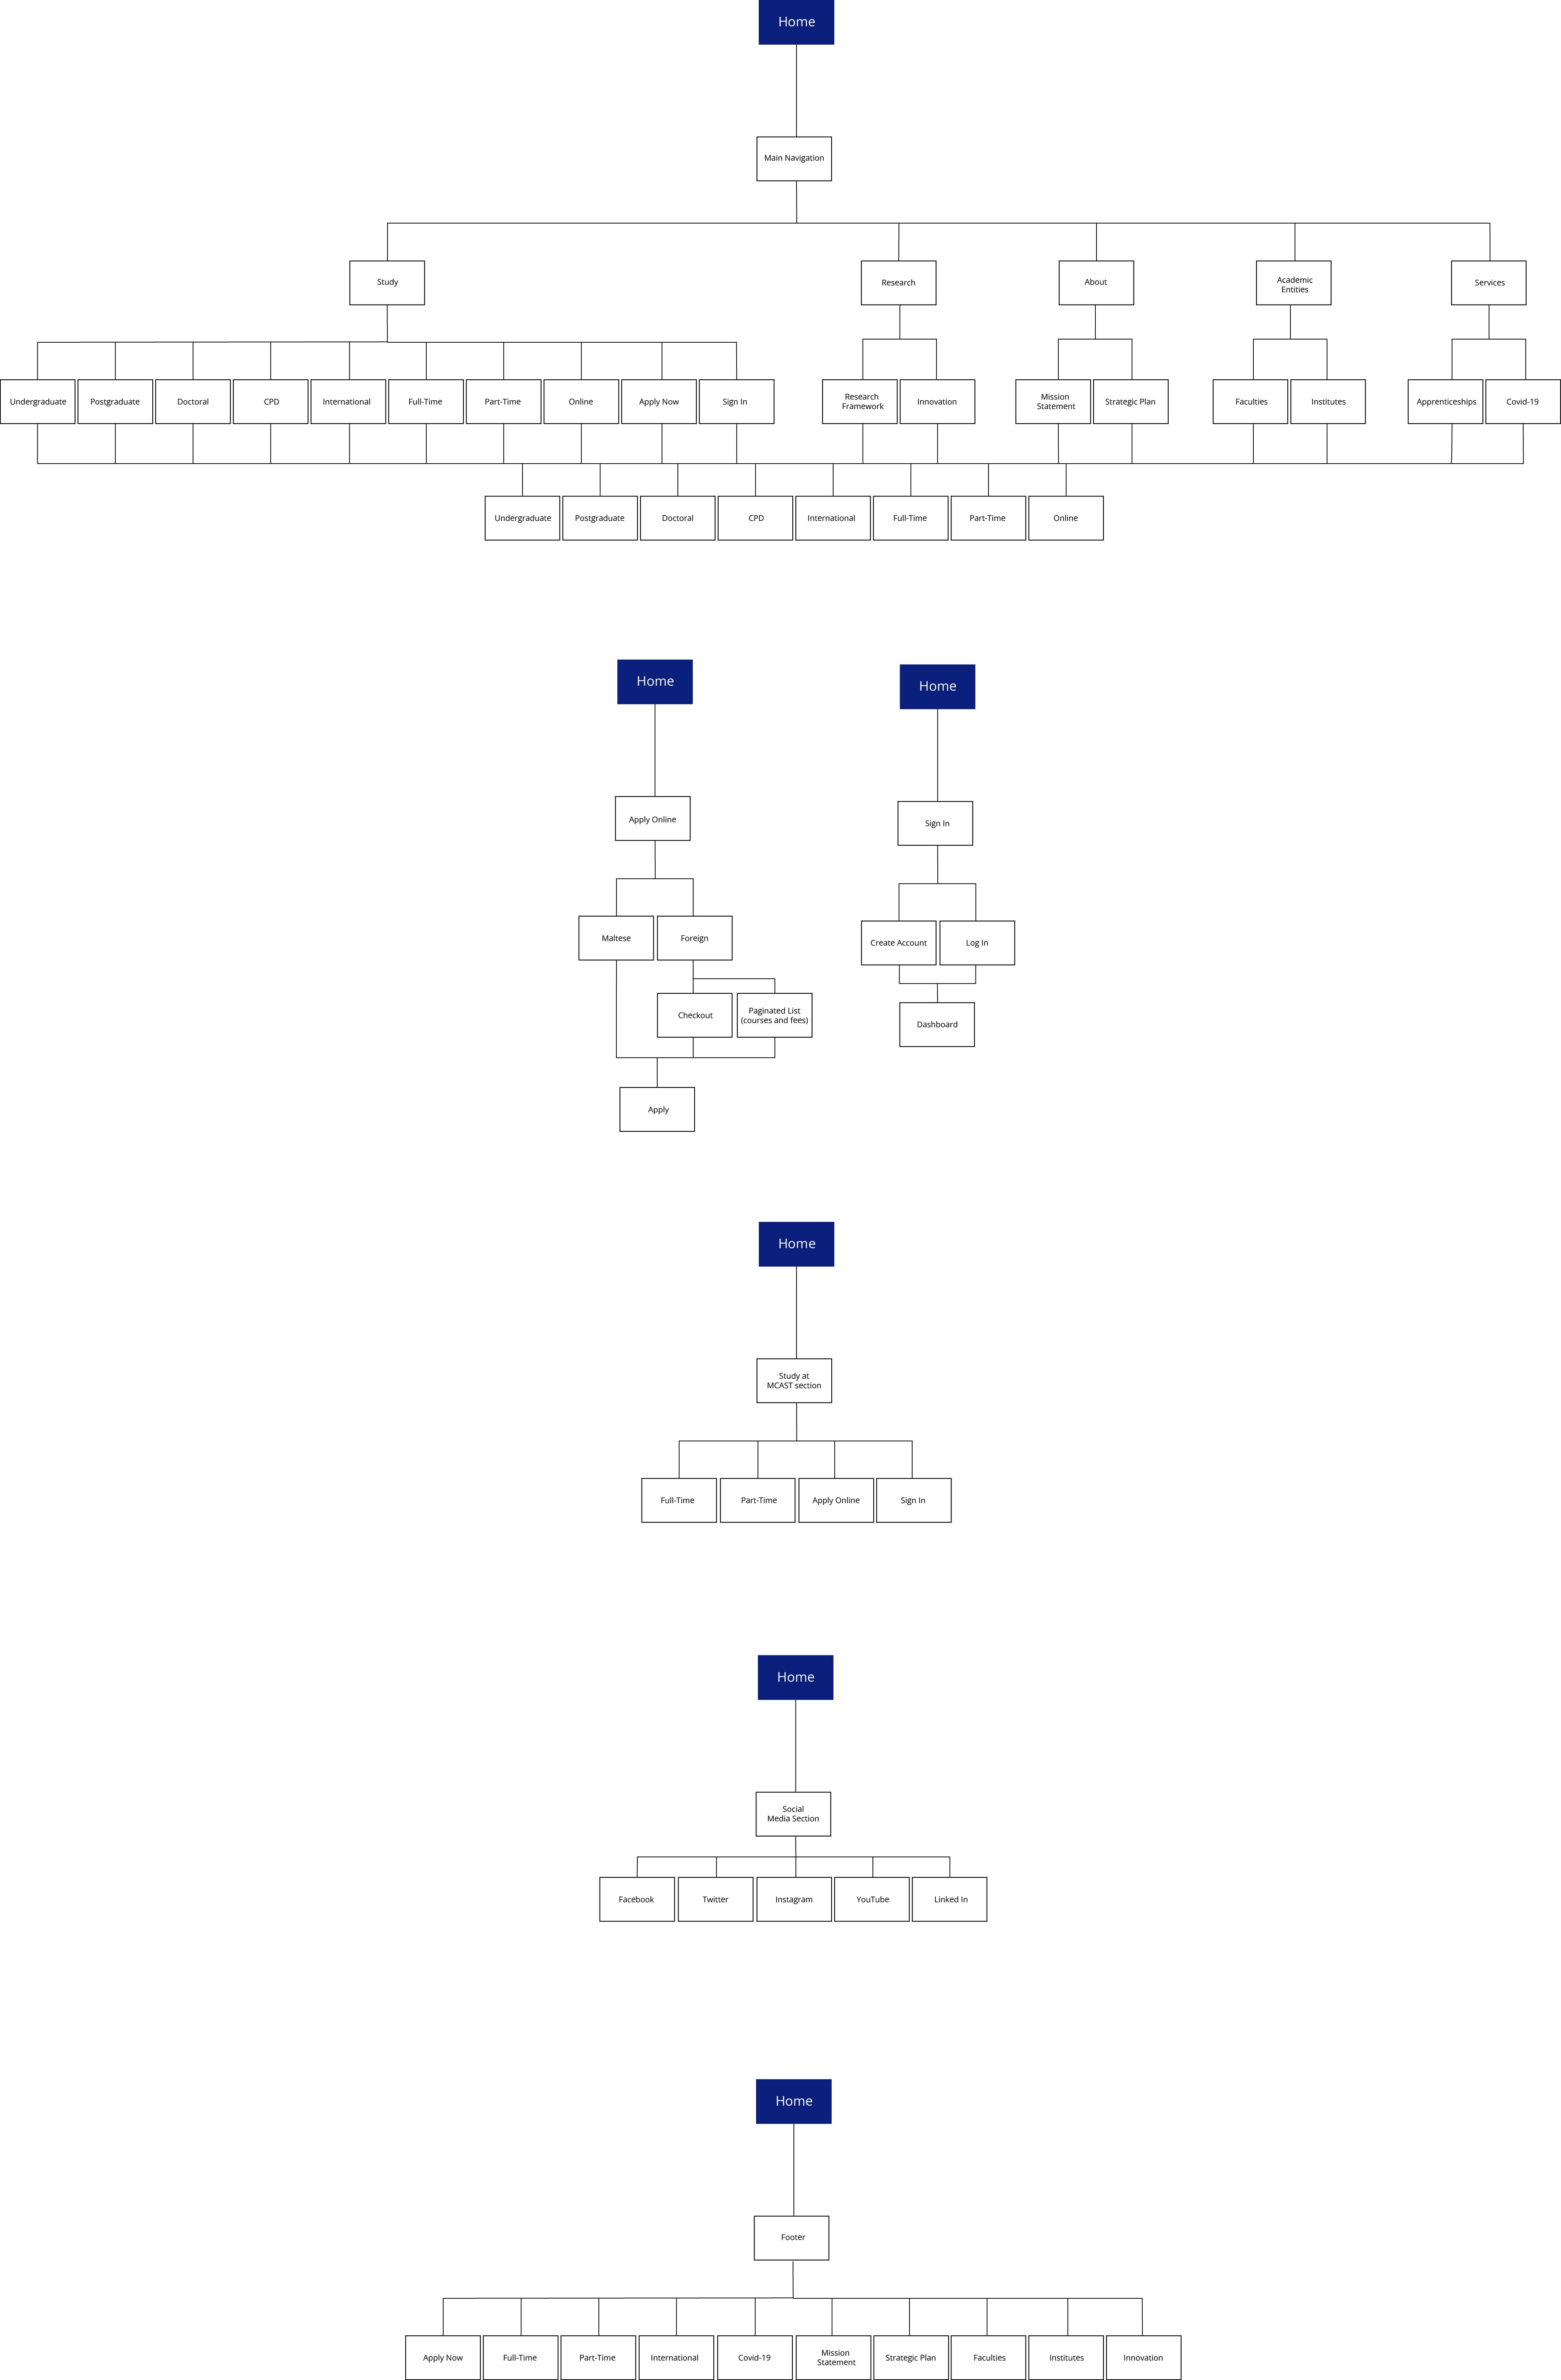 Home
Main Navigation
Study
Research
About
Academic
Entities
Services
Undergraduate
Postgraduate
Doctoral
CPD
International
Full-Time
Part-Time
Online
Apply Now
Sign In
Research
Framework
Innovation
Mission
Statement
Strategic Plan
Faculties
Institutes
Apprenticeships
Covid-19
Undergraduate
Postgraduate
Doctoral
CPD
International
Full-Time
Part-Time
Online
Home
Apply Online
Maltese
Foreign
Checkout
Paginated List
(courses and fees)
Apply
Home
Sign In
Create Account
Log In
Dashboard
Home
Study at
MCAST section
Full-Time
Part-Time
Apply Online
Sign In
Home
Social
Media Section
Facebook
Twitter
Instagram
YouTube
Linked In
Home
Footer
Apply Now
Full-Time
Part-Time
International
Covid-19
Mission
Statement
Strategic Plan
Faculties
Institutes
Innovation